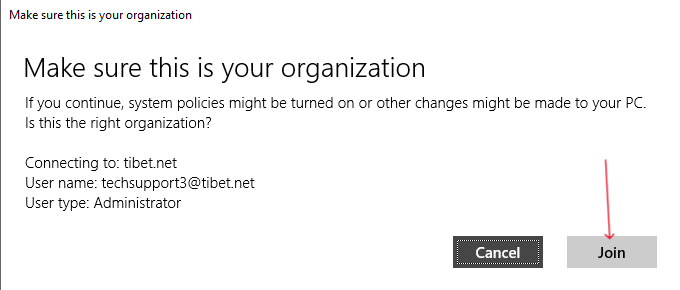 Make sure this is your organization
Make sure this is your organization
If you continue, system policies might be turned on or other changes might be made to your PC.
Is this the right organization?
Connecting to: tibet.net
User name: techsupport3@tibet.net
User type: Administrator
Cancel
Join